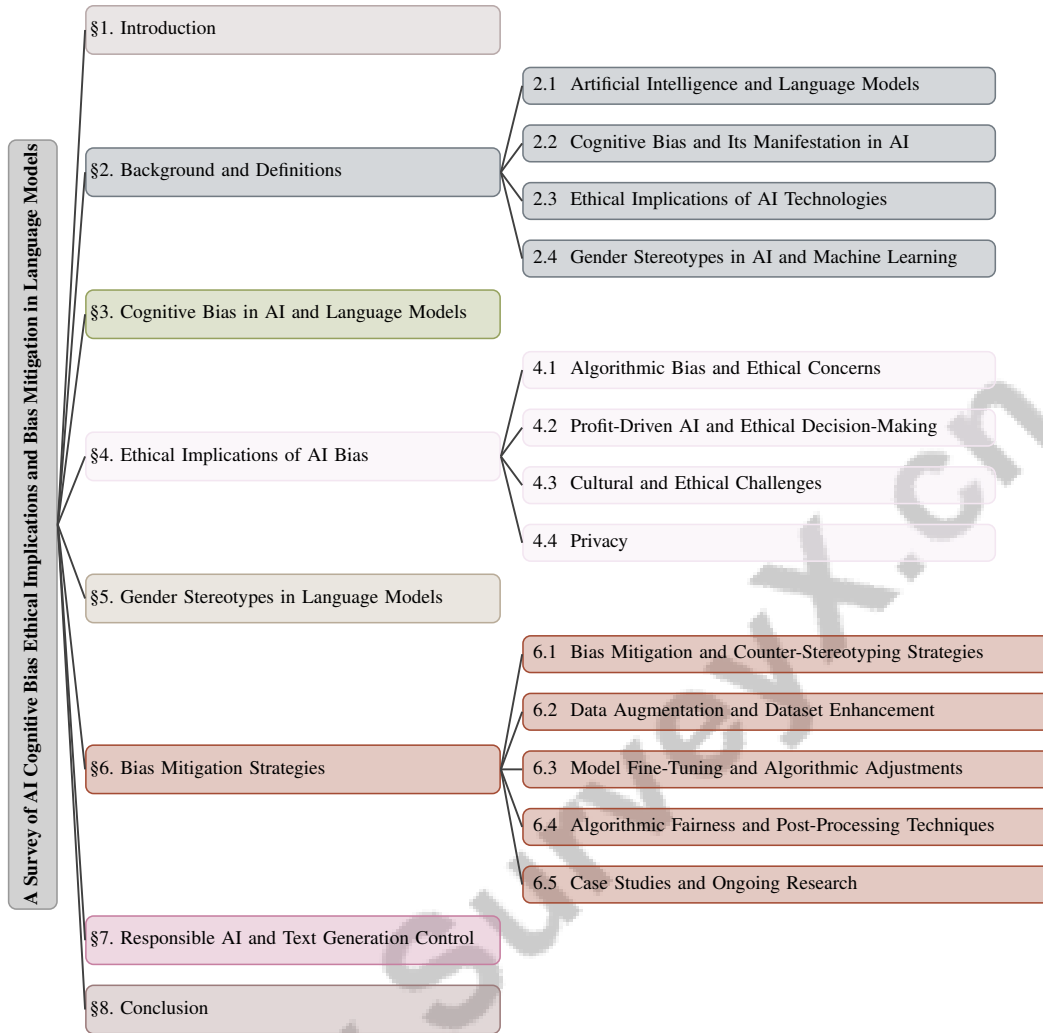 A Survey of AI Cognitive Bias Ethical Implications and Bias Mitigation in Language Models
§1. Introduction
§2. Background and Definitions
2.1 Artificial Intelligence and Language Models
2.2 Cognitive Bias and Its Manifestation in AI
2.3 Ethical Implications of AI Technologies
2.4 Gender Stereotypes in AI and Machine Learning
§3. Cognitive Bias in AI and Language Models
§4. Ethical Implications of AI Bias
4.1 Algorithmic Bias and Ethical Concerns
4.2 Profit-Driven AI and Ethical Decision-Making
4.3 Cultural and Ethical Challenges
4.4 Privacy
§5. Gender Stereotypes in Language Models
§6. Bias Mitigation Strategies
6.1 Bias Mitigation and Counter-Stereotyping Strategies
6.2 Data Augmentation and Dataset Enhancement
6.3 Model Fine-Tuning and Algorithmic Adjustments
6.4 Algorithmic Fairness and Post-Processing Techniques
6.5 Case Studies and Ongoing Research
§7. Responsible AI and Text Generation Control
§8. Conclusion
SurveyX.cn